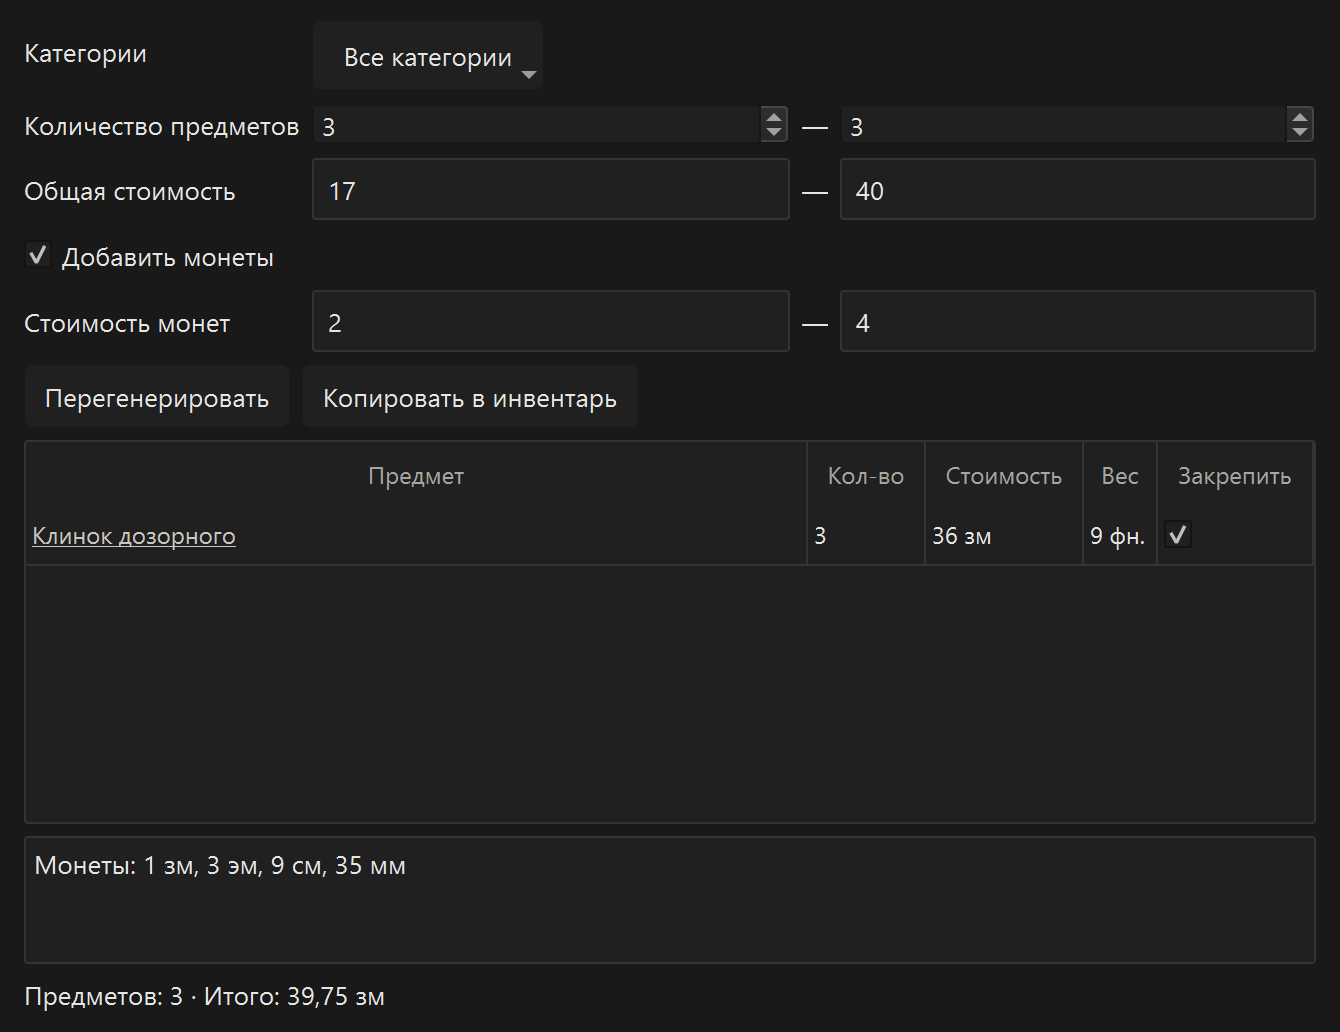 Категории Все категории
Количество предметов 3 — 3
Общая стоимость 17 — 40
Добавить монеты
Стоимость монет 2 — 4
Перегенерировать Копировать в инвентарь
Предмет Кол-во Стоимость Вес Закрепить
Клинок дозорного 3 36 зм 9 фн.
Монеты: 1 зм, 3 эм, 9 см, 35 мм
Предметов: 3 · Итого: 39,75 зм